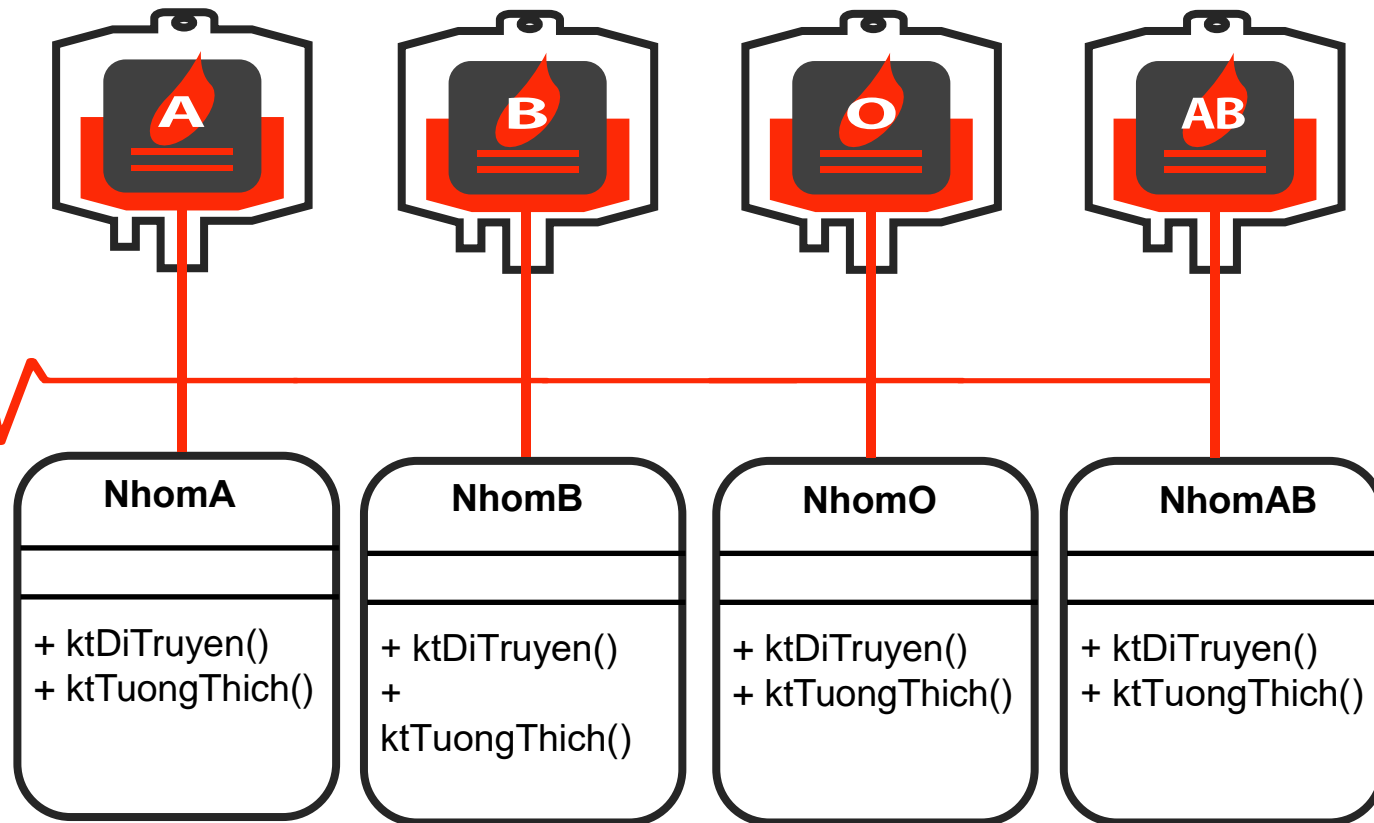 A
B
O
AB
NhomA
+ ktDiTruyen()
+ ktTuongThich()
NhomB
+ ktDiTruyen()
+
ktTuongThich()
NhomO
+ ktDiTruyen()
+ ktTuongThich()
NhomAB
+ ktDiTruyen()
+ ktTuongThich()